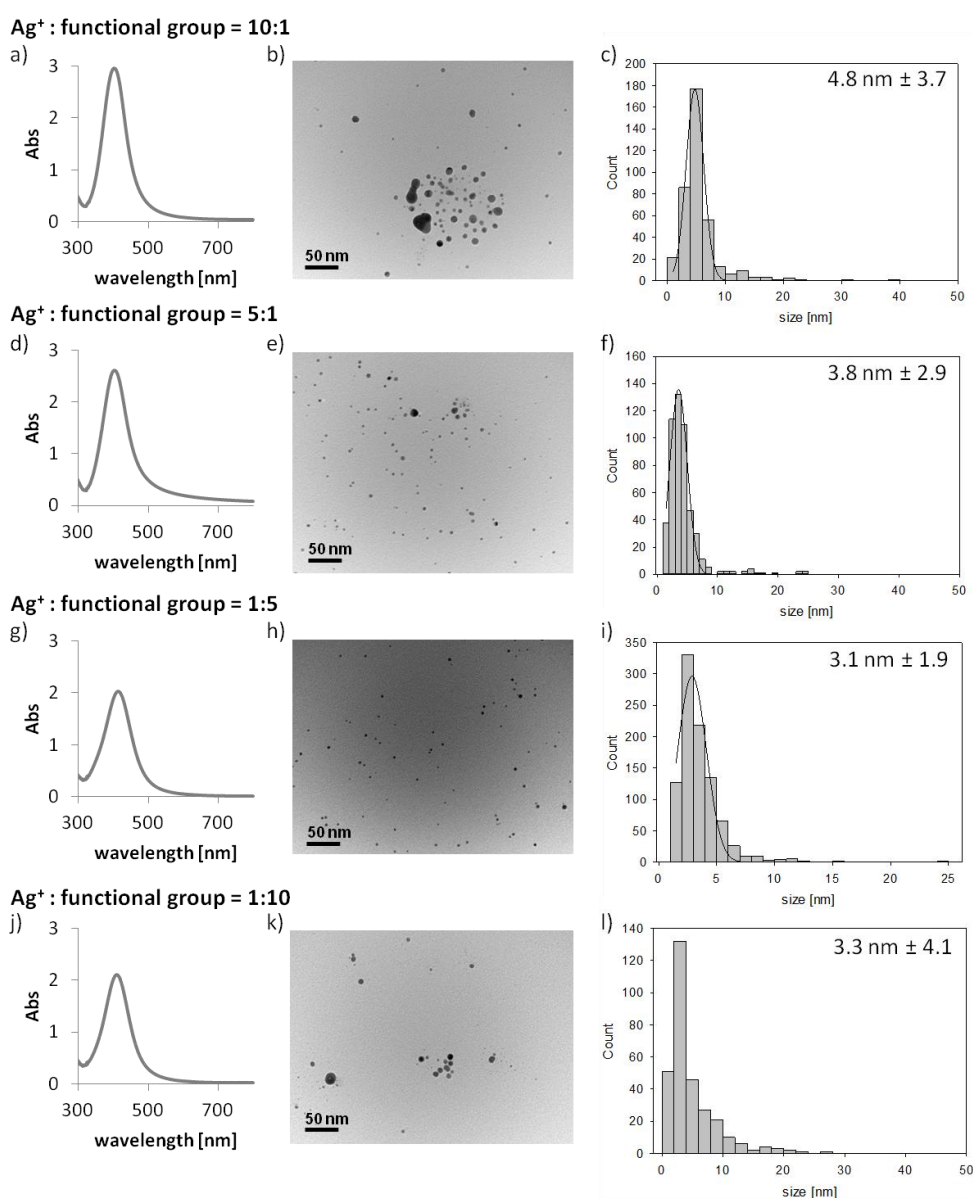 Ag⁺ : functional group = 10:1
a)
3
2
1
0
Abs
300 500 700
wavelength [nm]
b)
50 nm
c)
4.8 nm ± 3.7
200
180
160
140
120
100
80
60
40
20
0
Count
0 10 20 30 40 50
size [nm]
Ag⁺ : functional group = 5:1
d)
3
2
1
0
Abs
300 500 700
wavelength [nm]
e)
50 nm
f)
3.8 nm ± 2.9
160
140
120
100
80
60
40
20
0
Count
0 10 20 30 40 50
size [nm]
Ag⁺ : functional group = 1:5
g)
3
2
1
0
Abs
300 500 700
wavelength [nm]
h)
50 nm
i)
3.1 nm ± 1.9
350
300
250
200
150
100
50
0
Count
0 5 10 15 20 25
size [nm]
Ag⁺ : functional group = 1:10
j)
3
2
1
0
Abs
300 500 700
wavelength [nm]
k)
50 nm
l)
3.3 nm ± 4.1
140
120
100
80
60
40
20
0
Count
0 10 20 30 40 50
size [nm]